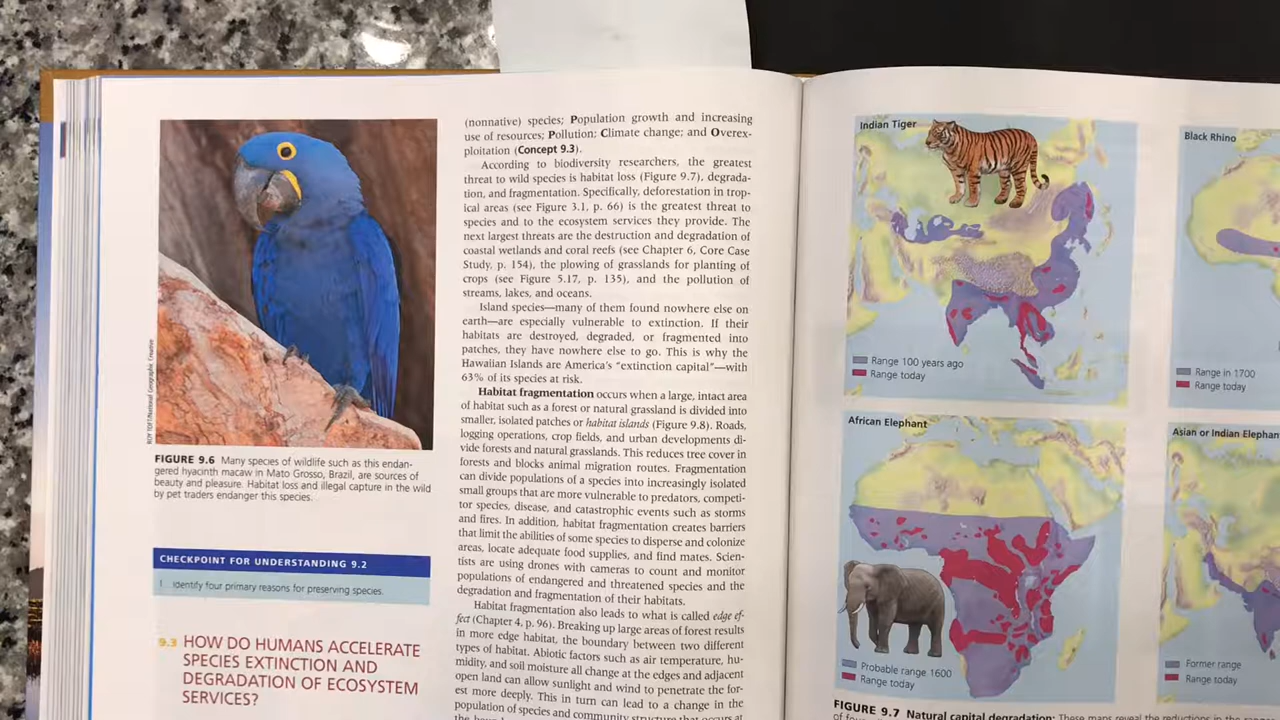 ROY TOFT/National Geographic Creative
FIGURE 9.6 Many species of wildlife such as this endan-
gered hyacinth macaw in Mato Grosso, Brazil, are sources of
beauty and pleasure. Habitat loss and illegal capture in the wild
by pet traders endanger this species.
CHECKPOINT FOR UNDERSTANDING 9.2
1. Identify four primary reasons for preserving species.
9.3 HOW DO HUMANS ACCELERATE
SPECIES EXTINCTION AND
DEGRADATION OF ECOSYSTEM
SERVICES?
(nonnative) species; Population growth and increasing
use of resources; Pollution; Climate change; and Overex-
ploitation (Concept 9.3).
According to biodiversity researchers, the greatest
threat to wild species is habitat loss (Figure 9.7), degrada-
tion, and fragmentation. Specifically, deforestation in trop-
ical areas (see Figure 3.1, p. 66) is the greatest threat to
species and to the ecosystem services they provide. The
next largest threats are the destruction and degradation of
coastal wetlands and coral reefs (see Chapter 6, Core Case
Study, p. 154), the plowing of grasslands for planting of
crops (see Figure 5.17, p. 135), and the pollution of
streams, lakes, and oceans.
Island species—many of them found nowhere else on
earth—are especially vulnerable to extinction. If their
habitats are destroyed, degraded, or fragmented into
patches, they have nowhere else to go. This is why the
Hawaiian Islands are America's "extinction capital"—with
63% of its species at risk.
Habitat fragmentation occurs when a large, intact area
of habitat such as a forest or natural grassland is divided into
smaller, isolated patches or habitat islands (Figure 9.8). Roads,
logging operations, crop fields, and urban developments di-
vide forests and natural grasslands. This reduces tree cover in
forests and blocks animal migration routes. Fragmentation
can divide populations of a species into increasingly isolated
small groups that are more vulnerable to predators, competi-
tor species, disease, and catastrophic events such as storms
and fires. In addition, habitat fragmentation creates barriers
that limit the abilities of some species to disperse and colonize
areas, locate adequate food supplies, and find mates. Scien-
tists are using drones with cameras to count and monitor
populations of endangered and threatened species and the
degradation and fragmentation of their habitats.
Habitat fragmentation also leads to what is called edge ef-
fect (Chapter 4, p. 96). Breaking up large areas of forest results
in more edge habitat, the boundary between two different
types of habitat. Abiotic factors such as air temperature, hu-
midity, and soil moisture all change at the edges and adjacent
open land can allow sunlight and wind to penetrate the for-
est more deeply. This in turn can lead to a change in the
population of species and community structure that occurs at
Indian Tiger
Range 100 years ago
Range today
Black Rhino
Range in 1700
Range today
African Elephant
Probable range 1600
Range today
Asian or Indian Elephan
Former range
Range today
FIGURE 9.7 Natural capital degradation: These maps reveal the reductions in the